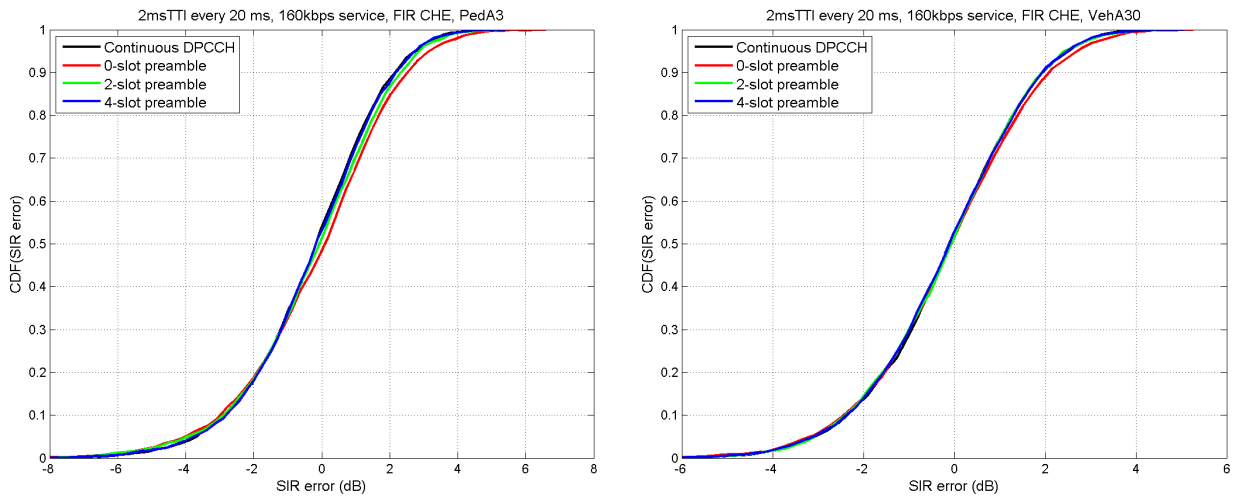 2msTTI every 20 ms, 160kbps service, FIR CHE, PedA3
Continuous DPCCH
0-slot preamble
2-slot preamble
4-slot preamble
1
0.9
0.8
0.7
0.6
0.5
0.4
0.3
0.2
0.1
0
CDF(SIR error)
-8
-6
-4
-2
0
2
4
6
8
SIR error (dB)
2msTTI every 20 ms, 160kbps service, FIR CHE, VehA30
Continuous DPCCH
0-slot preamble
2-slot preamble
4-slot preamble
1
0.9
0.8
0.7
0.6
0.5
0.4
0.3
0.2
0.1
0
CDF(SIR error)
-6
-4
-2
0
2
4
6
SIR error (dB)